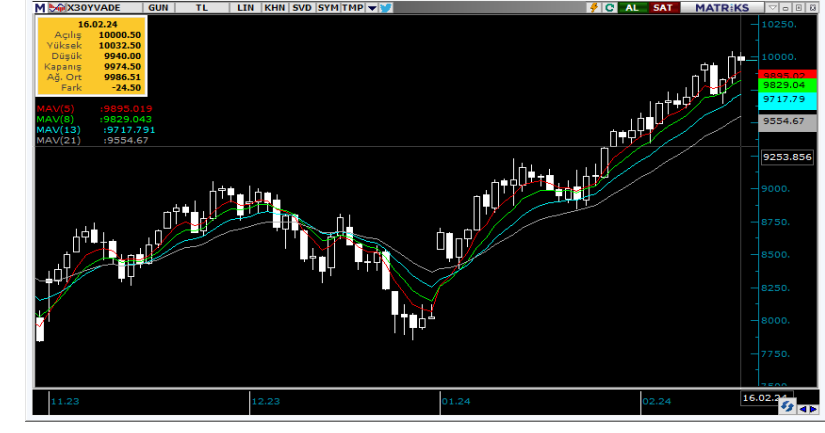 M X30YVADE GUN TL LIN KHN SVD SYM TMP AL SAT MATRiKS
16.02.24
Açılış 10000.50
Yüksek 10032.50
Düşük 9940.00
Kapanış 9974.50
Ağ. Ort 9986.51
Fark -24.50
MAV(5) :9895.019
MAV(8) :9829.043
MAV(13) :9717.791
MAV(21) :9554.67
10250.
10000.
9895.02
9829.04
9717.79
9554.67
9253.856
9000.
8750.
8500.
8250.
8000.
7750.
7500.
11.23 12.23 01.24 02.24 16.02.24